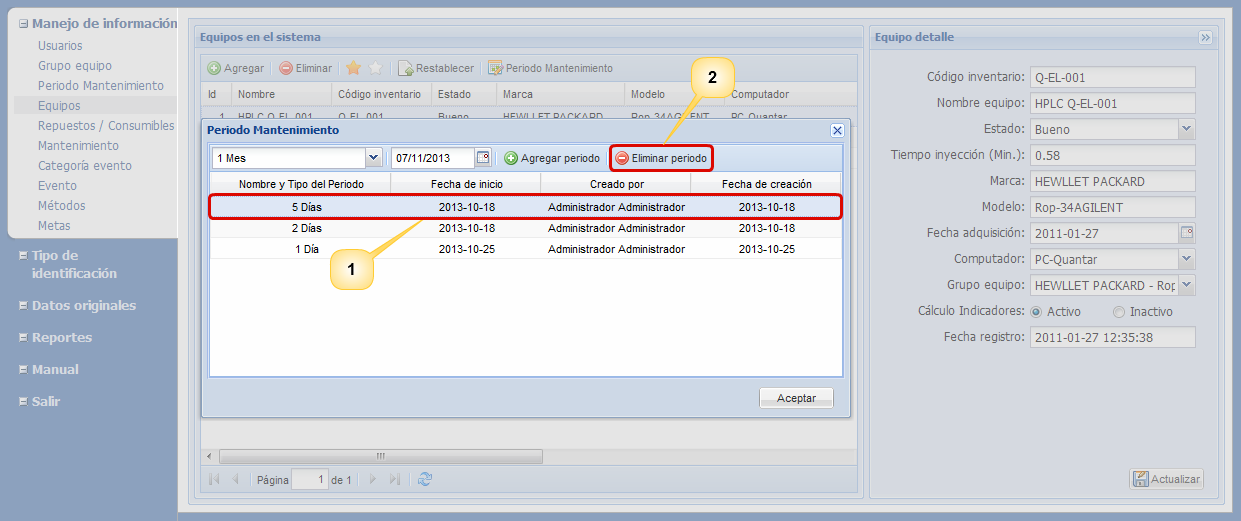 Manejo de información
Usuarios
Grupo equipo
Periodo Mantenimiento
Equipos
Repuestos / Consumibles
Mantenimiento
Categoría evento
Evento
Métodos
Metas
Tipo de
identificación
Datos originales
Reportes
Manual
Salir
Equipos en el sistema
Agregar Eliminar Restablecer Periodo Mantenimiento
Id Nombre Código inventario Estado Marca Modelo Computador
1 HPLC Q-EL-001 Q-EL-001 Bueno HEWLLET PACKARD Rop-34AGILENT PC-Quantar
Periodo Mantenimiento
1 Mes 07/11/2013 Agregar periodo Eliminar periodo
Nombre y Tipo del Periodo Fecha de inicio Creado por Fecha de creación
5 Días 2013-10-18 Administrador Administrador 2013-10-18
2 Días 2013-10-18 Administrador Administrador 2013-10-18
1 Día 2013-10-25 Administrador Administrador 2013-10-25
1
2
Aceptar
Página 1 de 1
Equipo detalle
Código inventario: Q-EL-001
Nombre equipo: HPLC Q-EL-001
Estado: Bueno
Tiempo inyección (Min.): 0.58
Marca: HEWLLET PACKARD
Modelo: Rop-34AGILENT
Fecha adquisición: 2011-01-27
Computador: PC-Quantar
Grupo equipo: HEWLLET PACKARD - Rop
Cálculo Indicadores: Activo Inactivo
Fecha registro: 2011-01-27 12:35:38
Actualizar